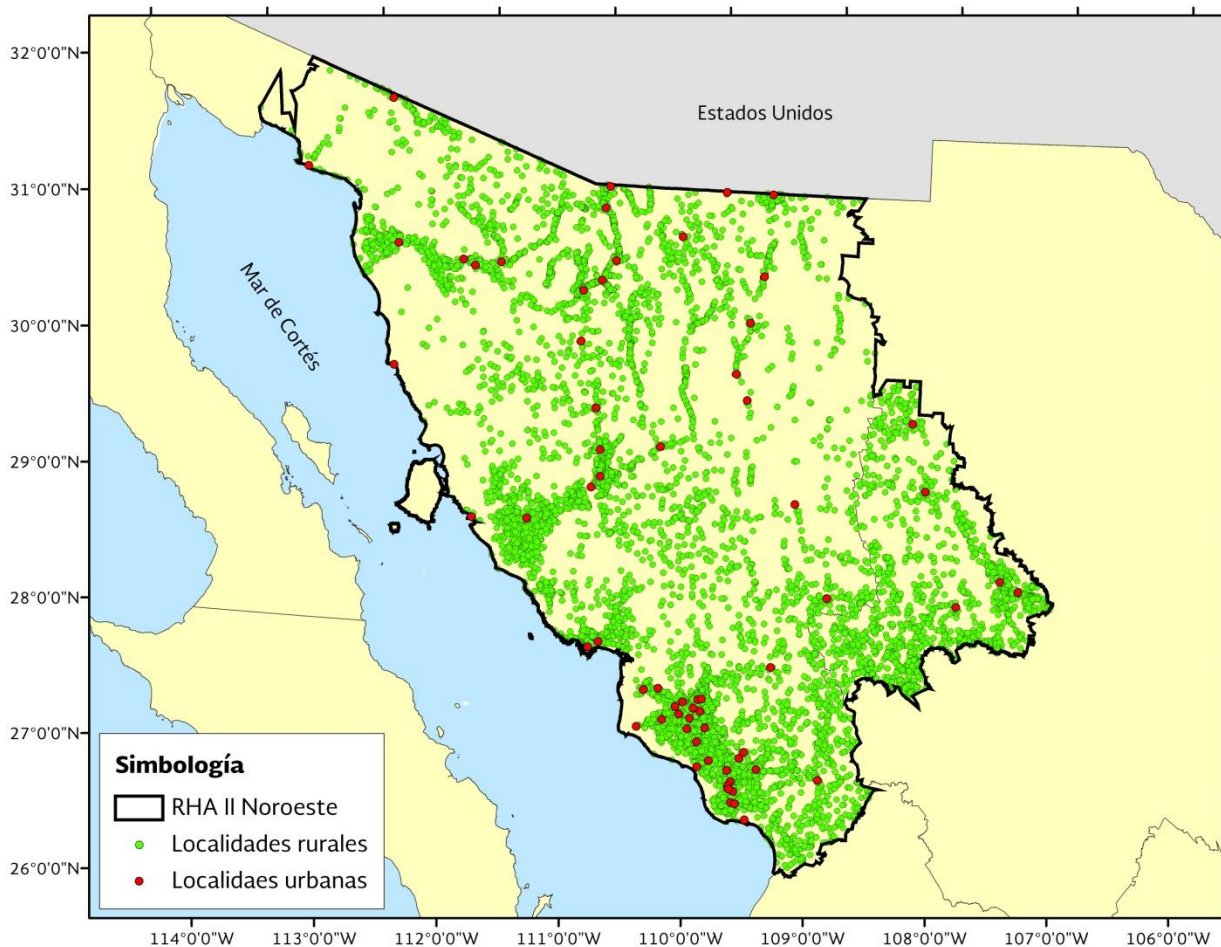 32°0'0"N
31°0'0"N
30°0'0"N
29°0'0"N
28°0'0"N
27°0'0"N
26°0'0"N
Estados Unidos
Mar de Cortés
Simbología
RHA II Noroeste
Localidades rurales
Localidaes urbanas
114°0'0"W
113°0'0"W
112°0'0"W
111°0'0"W
110°0'0"W
109°0'0"W
108°0'0"W
107°0'0"W
106°0'0"W